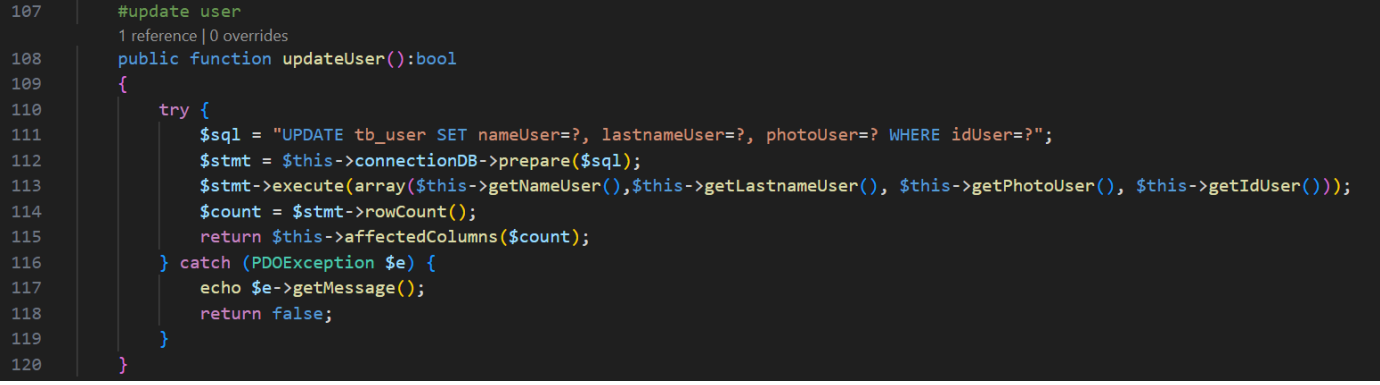 107 #update user
1 reference | 0 overrides
108 public function updateUser():bool
109 {
110 try {
111 $sql = "UPDATE tb_user SET nameUser=?, lastnameUser=?, photoUser=? WHERE idUser=?";
112 $stmt = $this->connectionDB->prepare($sql);
113 $stmt->execute(array($this->getNameUser(),$this->getLastnameUser(), $this->getPhotoUser(), $this->getIdUser()));
114 $count = $stmt->rowCount();
115 return $this->affectedColumns($count);
116 } catch (PDOException $e) {
117 echo $e->getMessage();
118 return false;
119 }
120 }